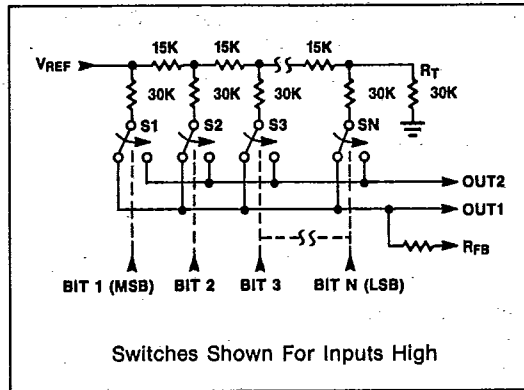 15K 15K 15K
VREF
RT
30K 30K 30K 30K 30K
S1 S2 S3 SN
OUT2
OUT1
RFB
BIT 1 (MSB) BIT 2 BIT 3 BIT N (LSB)
Switches Shown For Inputs High